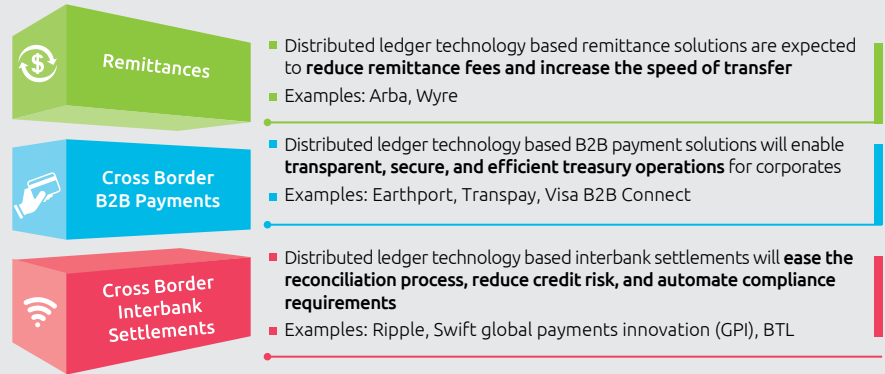 $
Remittances
Distributed ledger technology based remittance solutions are expected
to reduce remittance fees and increase the speed of transfer
Examples: Arba, Wyre
Cross Border
B2B Payments
Distributed ledger technology based B2B payment solutions will enable
transparent, secure, and efficient treasury operations for corporates
Examples: Earthport, Transpay, Visa B2B Connect
Cross Border
Interbank
Settlements
Distributed ledger technology based interbank settlements will ease the
reconciliation process, reduce credit risk, and automate compliance
requirements
Examples: Ripple, Swift global payments innovation (GPI), BTL